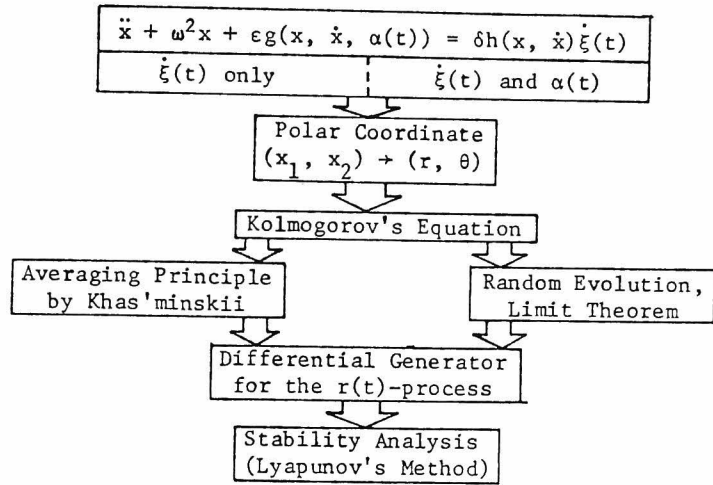 ẍ + ω²x + εg(x, ẋ, α(t)) = δh(x, ẋ)ξ̇(t)
ξ̇(t) only
ξ̇(t) and α(t)
Polar Coordinate
(x₁, x₂) → (r, θ)
Kolmogorov's Equation
Averaging Principle
by Khas'minskii
Random Evolution,
Limit Theorem
Differential Generator
for the r(t)-process
Stability Analysis
(Lyapunov's Method)